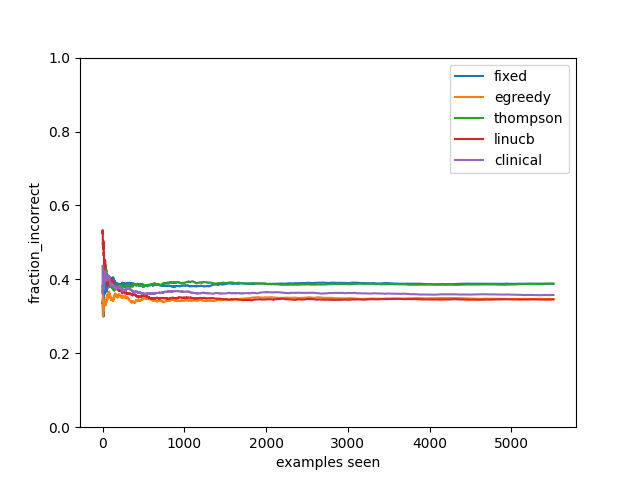 1.0
0.8
0.6
0.4
0.2
0.0
fraction_incorrect
0
1000
2000
3000
4000
5000
examples seen
fixed
egreedy
thompson
linucb
clinical